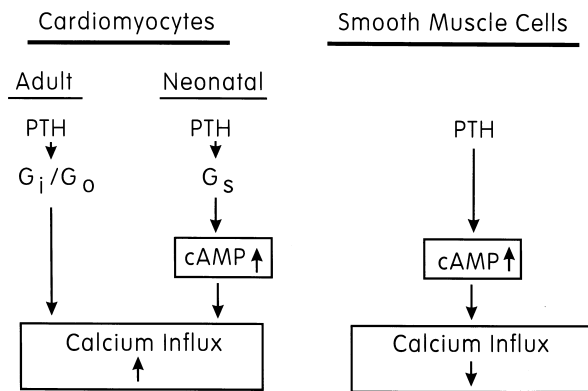 Cardiomyocytes
Adult
PTH
Gi/Go
Neonatal
PTH
Gs
cAMP
Calcium Influx
Smooth Muscle Cells
PTH
cAMP
Calcium Influx